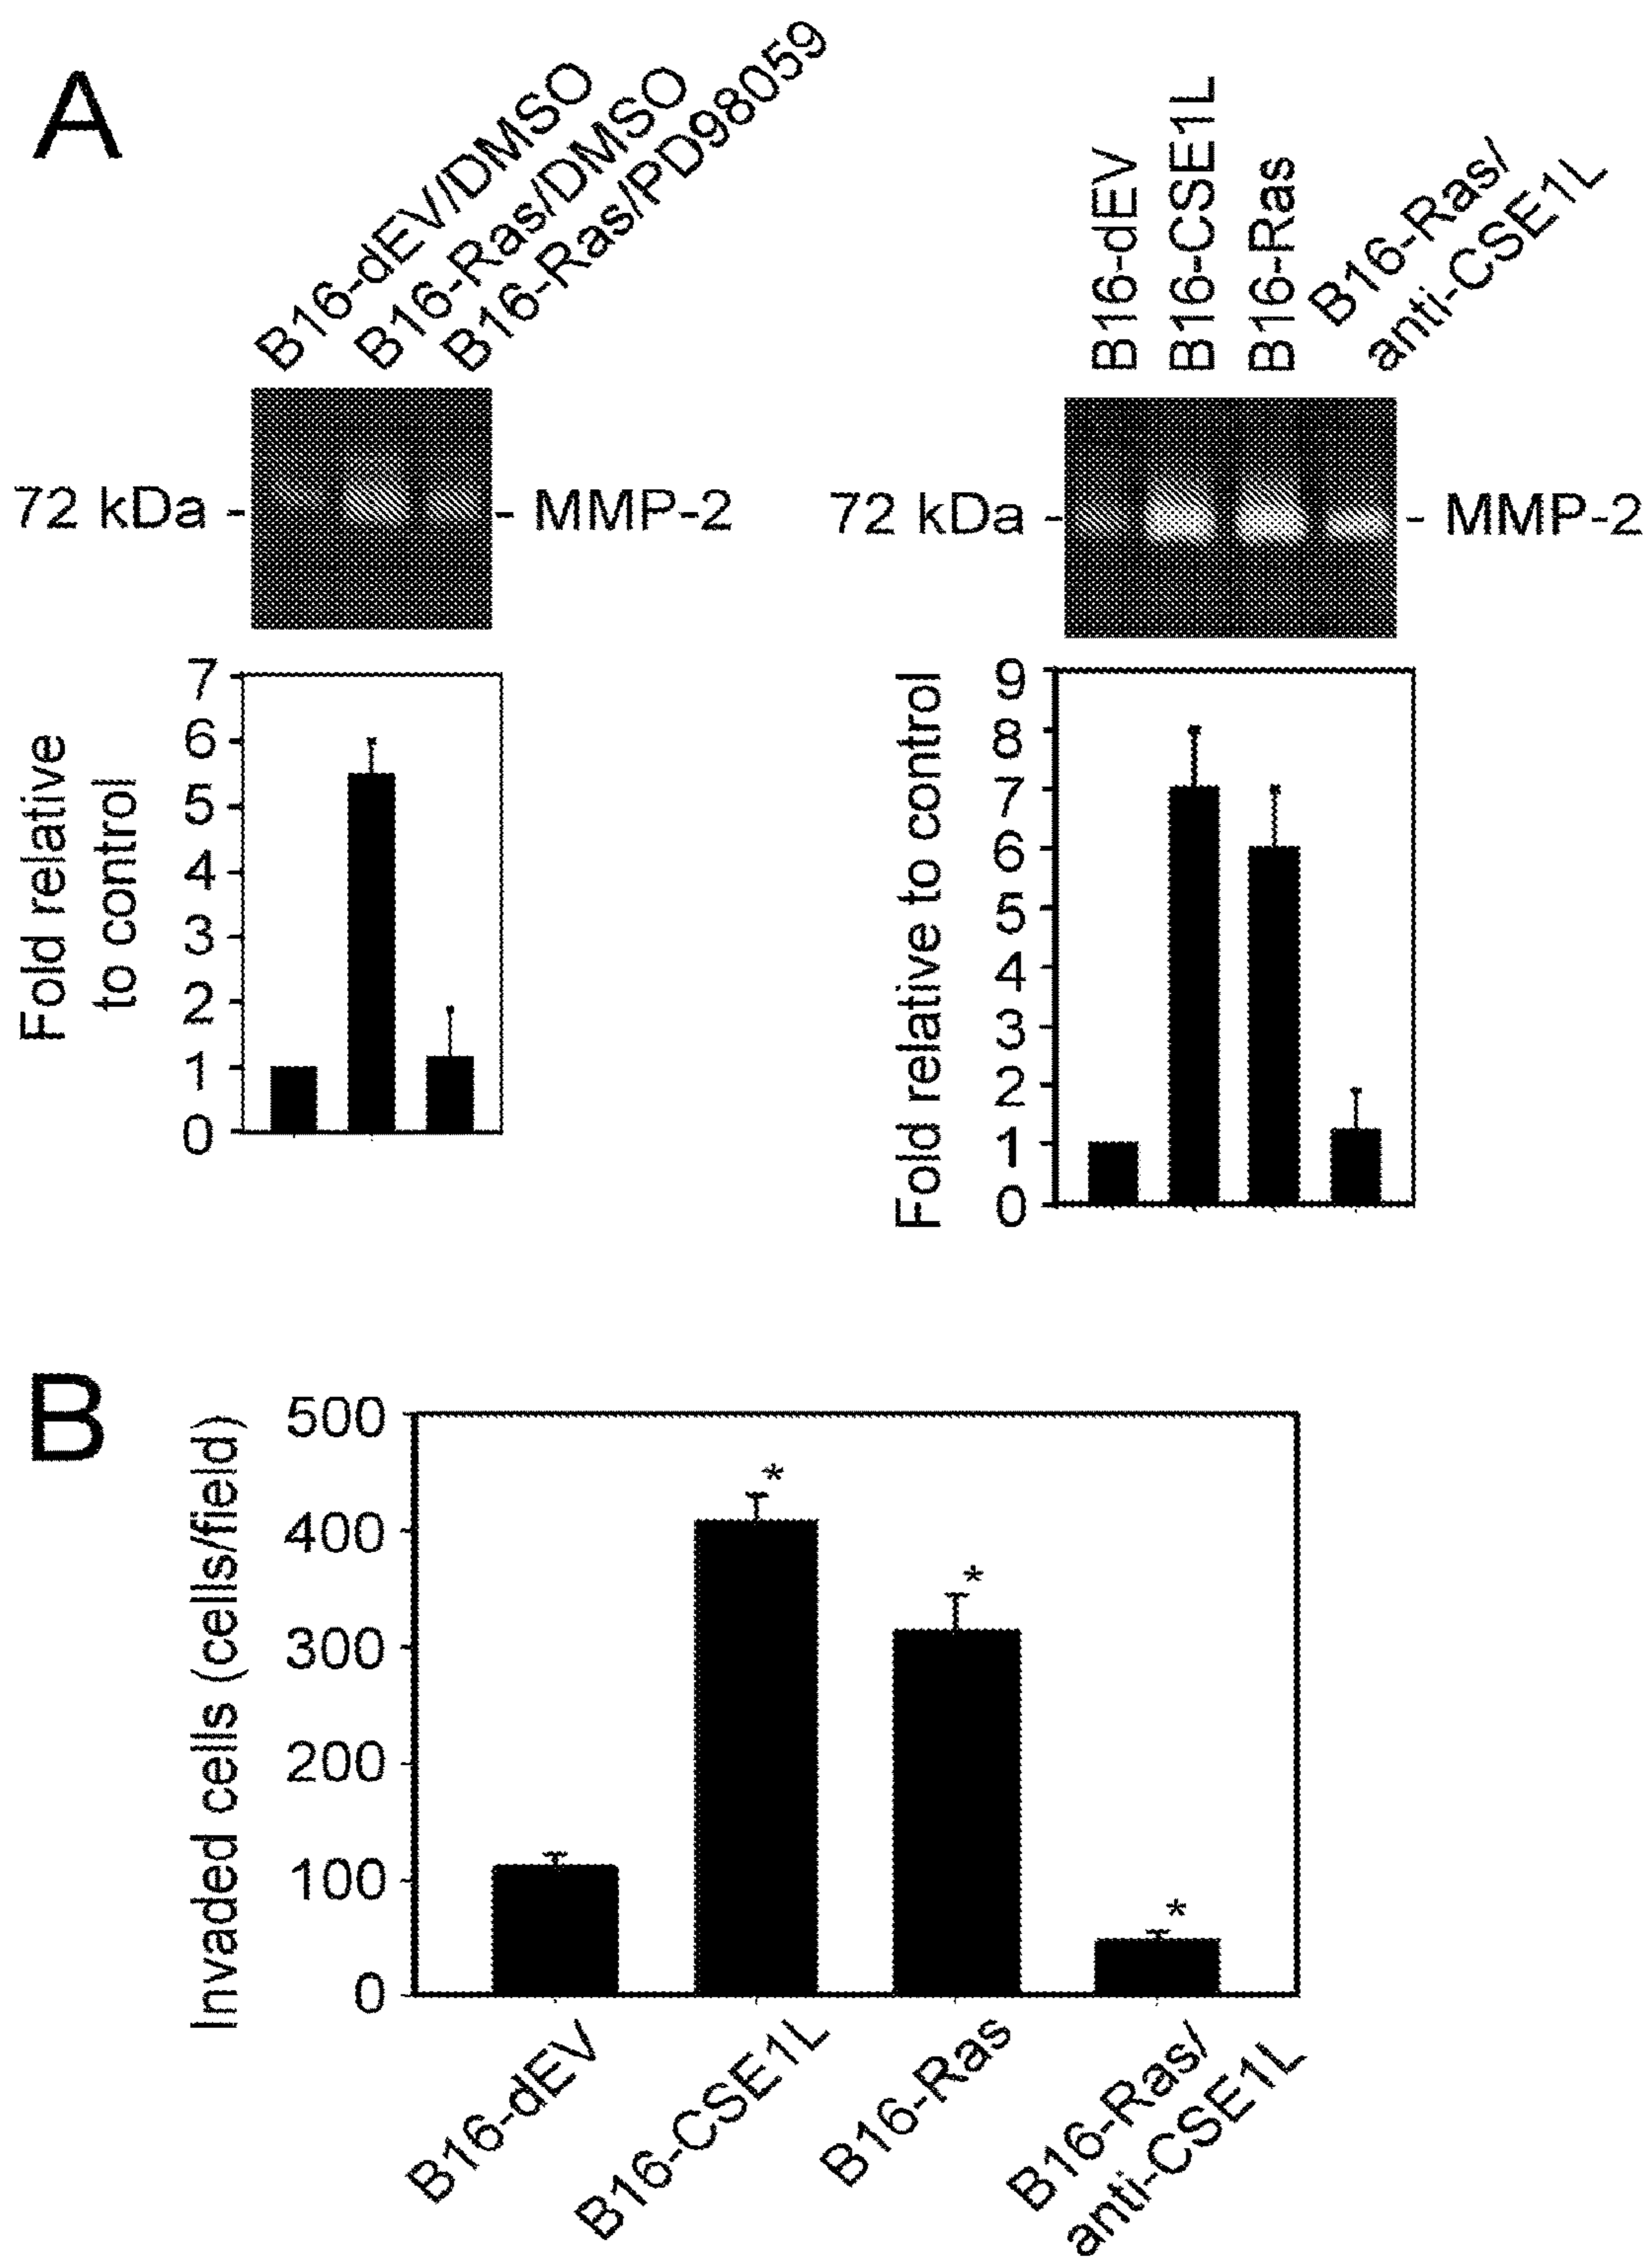 A
B16-dEV//DMSO
B16-Ras/DMSO
B16-Ras/PD98059
72 kDa -
- MMP-2
Fold relative
to control
7
6
5
4
3
2
1
0
B16-dEV
B16-CSE1L
B16-Ras
B16-Ras/
anti-CSE1L
72 kDa -
- MMP-2
Fold relative to control
9
8
7
6
5
4
3
2
1
0
B
Invaded cells (cells/field)
500
400
300
200
100
0
*
*
*
B16-dEV
B16-CSE1L
B16-Ras
B16-Ras/
anti-CSE1L